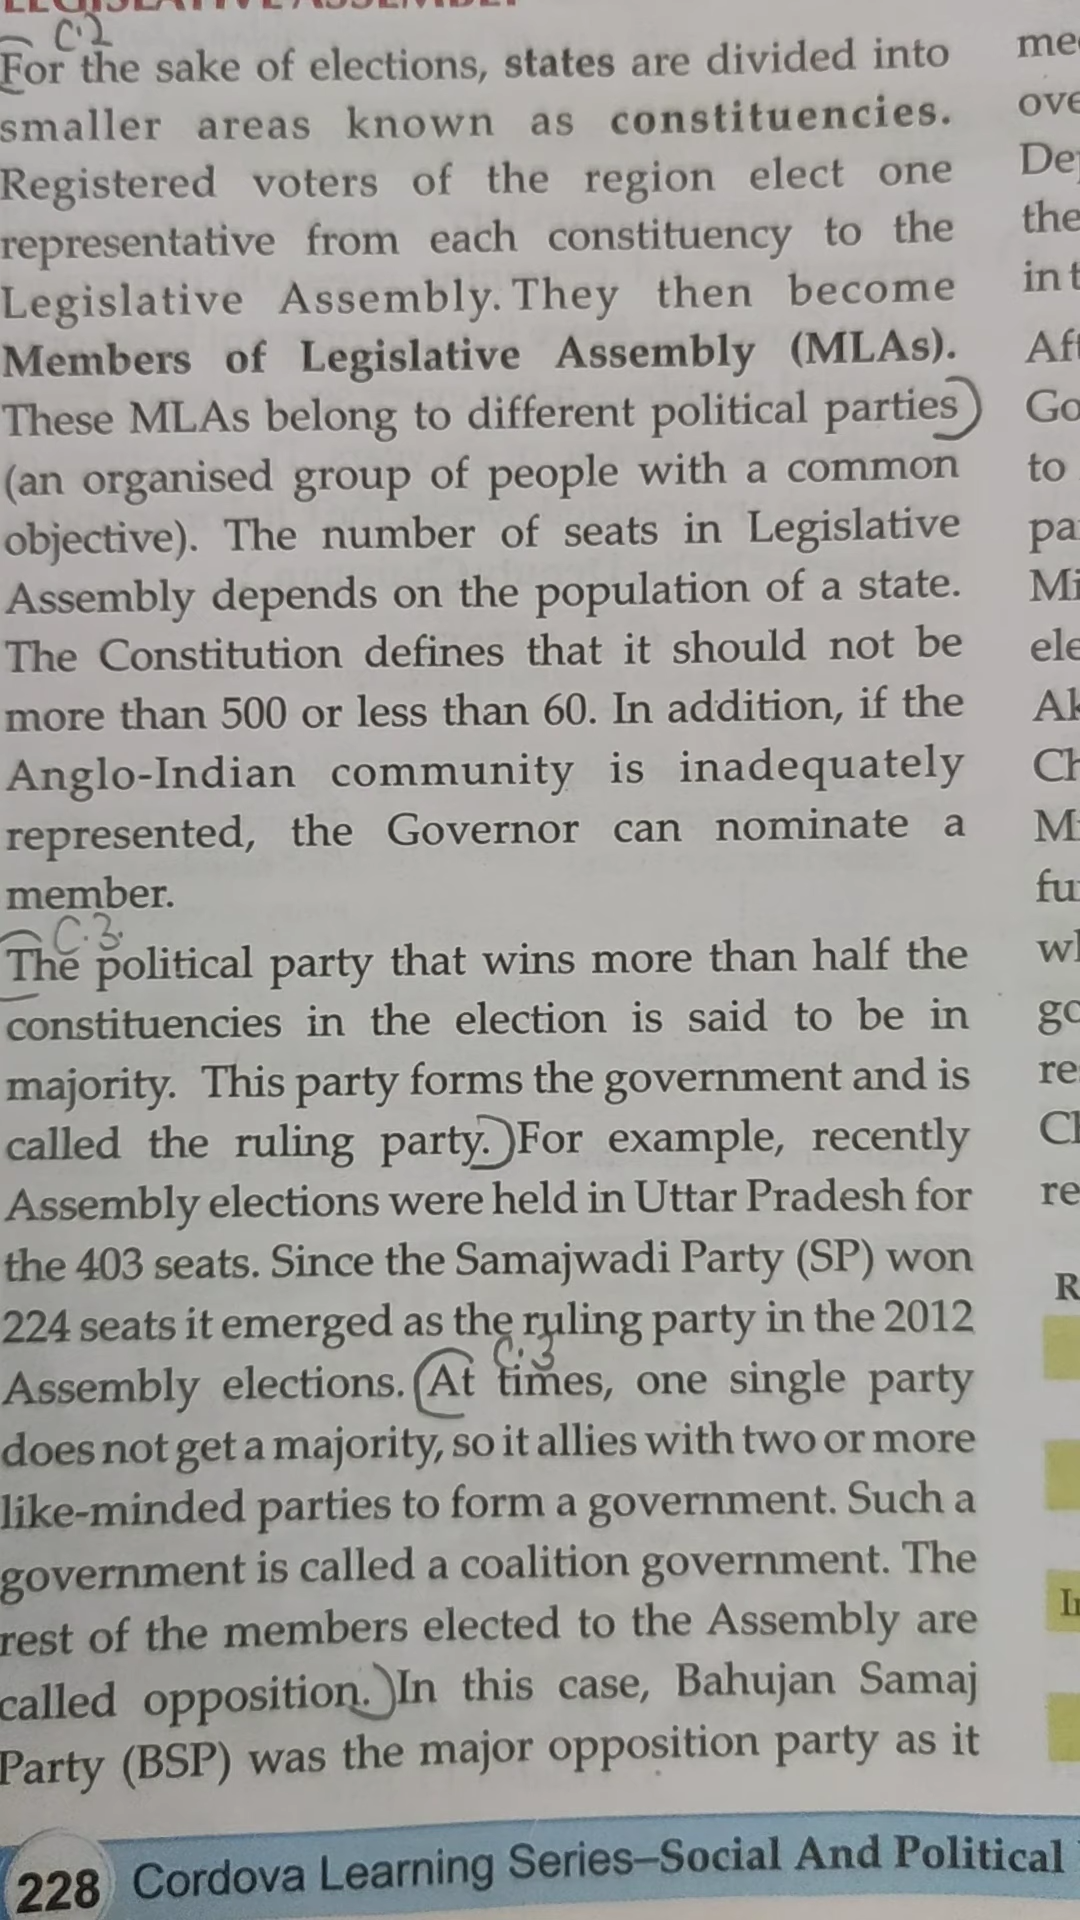 C.2
For the sake of elections, states are divided into
smaller areas known as constituencies.
Registered voters of the region elect one
representative from each constituency to the
Legislative Assembly. They then become
Members of Legislative Assembly (MLAs).
These MLAs belong to different political parties)
(an organised group of people with a common
objective). The number of seats in Legislative
Assembly depends on the population of a state.
The Constitution defines that it should not be
more than 500 or less than 60. In addition, if the
Anglo-Indian community is inadequately
represented, the Governor can nominate a
member.
C.3.
The political party that wins more than half the
constituencies in the election is said to be in
majority. This party forms the government and is
called the ruling party.) For example, recently
Assembly elections were held in Uttar Pradesh for
the 403 seats. Since the Samajwadi Party (SP) won
224 seats it emerged as the ruling party in the 2012
C.3
Assembly elections. (At times, one single party
does not get a majority, so it allies with two or more
like-minded parties to form a government. Such a
government is called a coalition government. The
rest of the members elected to the Assembly are
called opposition.) In this case, Bahujan Samaj
Party (BSP) was the major opposition party as it
228 Cordova Learning Series–Social And Political